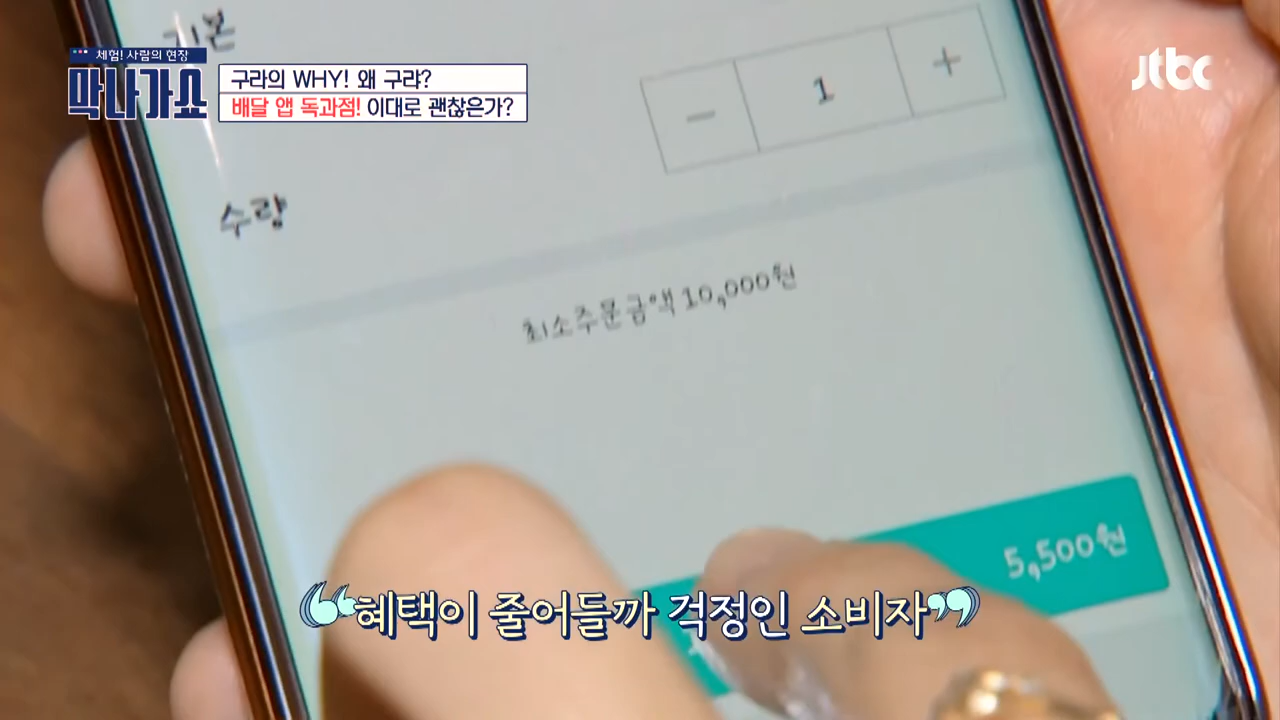 체험! 사람의 현장
막나가쇼
구라의 WHY! 왜 구랴?
배달 앱 독과점! 이대로 괜찮은가?
jtbc
기본
- 1 +
수량
최소주문금액 10,000원
5,500원
“혜택이 줄어들까 걱정인 소비자”